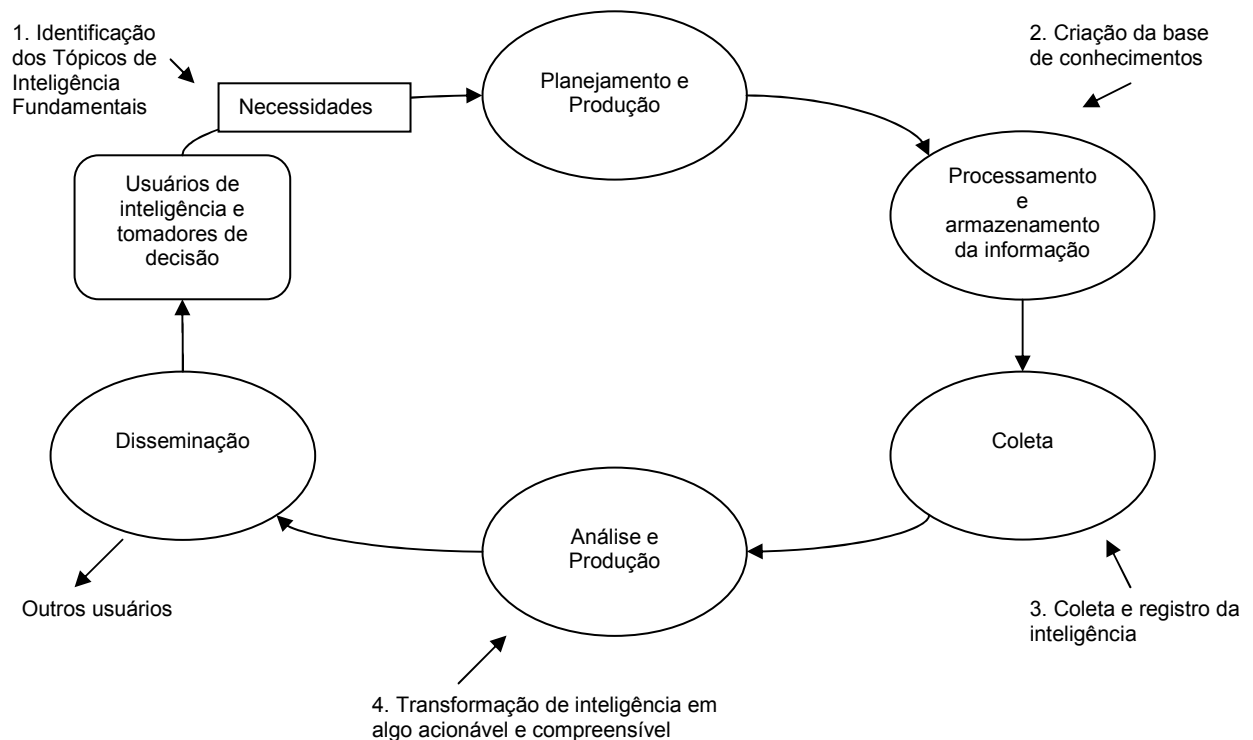 1. Identificação
dos Tópicos de
Inteligência
Fundamentais
Necessidades
Planejamento e
Produção
2. Criação da base
de conhecimentos
Usuários de
inteligência e
tomadores de
decisão
Processamento
e
armazenamento
da informação
Disseminação
Coleta
Análise e
Produção
Outros usuários
3. Coleta e registro da
inteligência
4. Transformação de inteligência em
algo acionável e compreensível